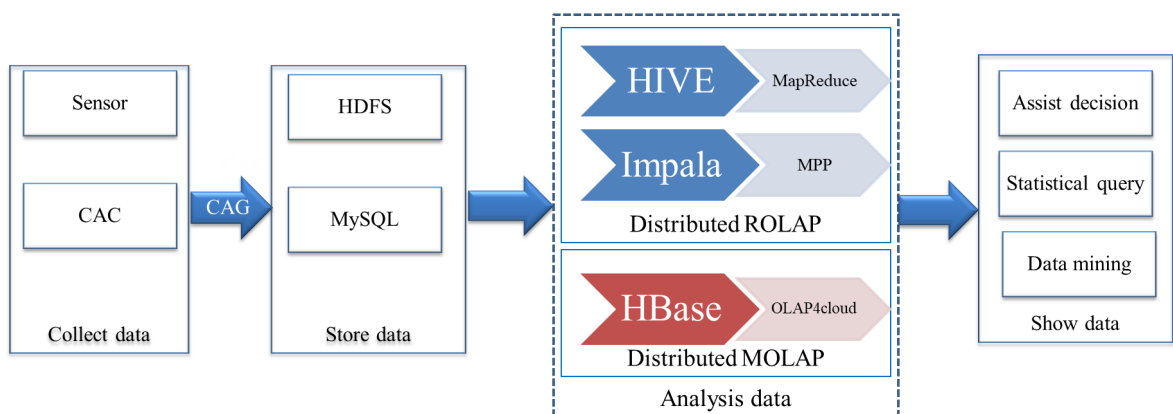 Sensor
CAC
Collect data
CAG
HDFS
MySQL
Store data
HIVE
MapReduce
Impala
MPP
Distributed ROLAP
HBase
OLAP4cloud
Distributed MOLAP
Analysis data
Assist decision
Statistical query
Data mining
Show data